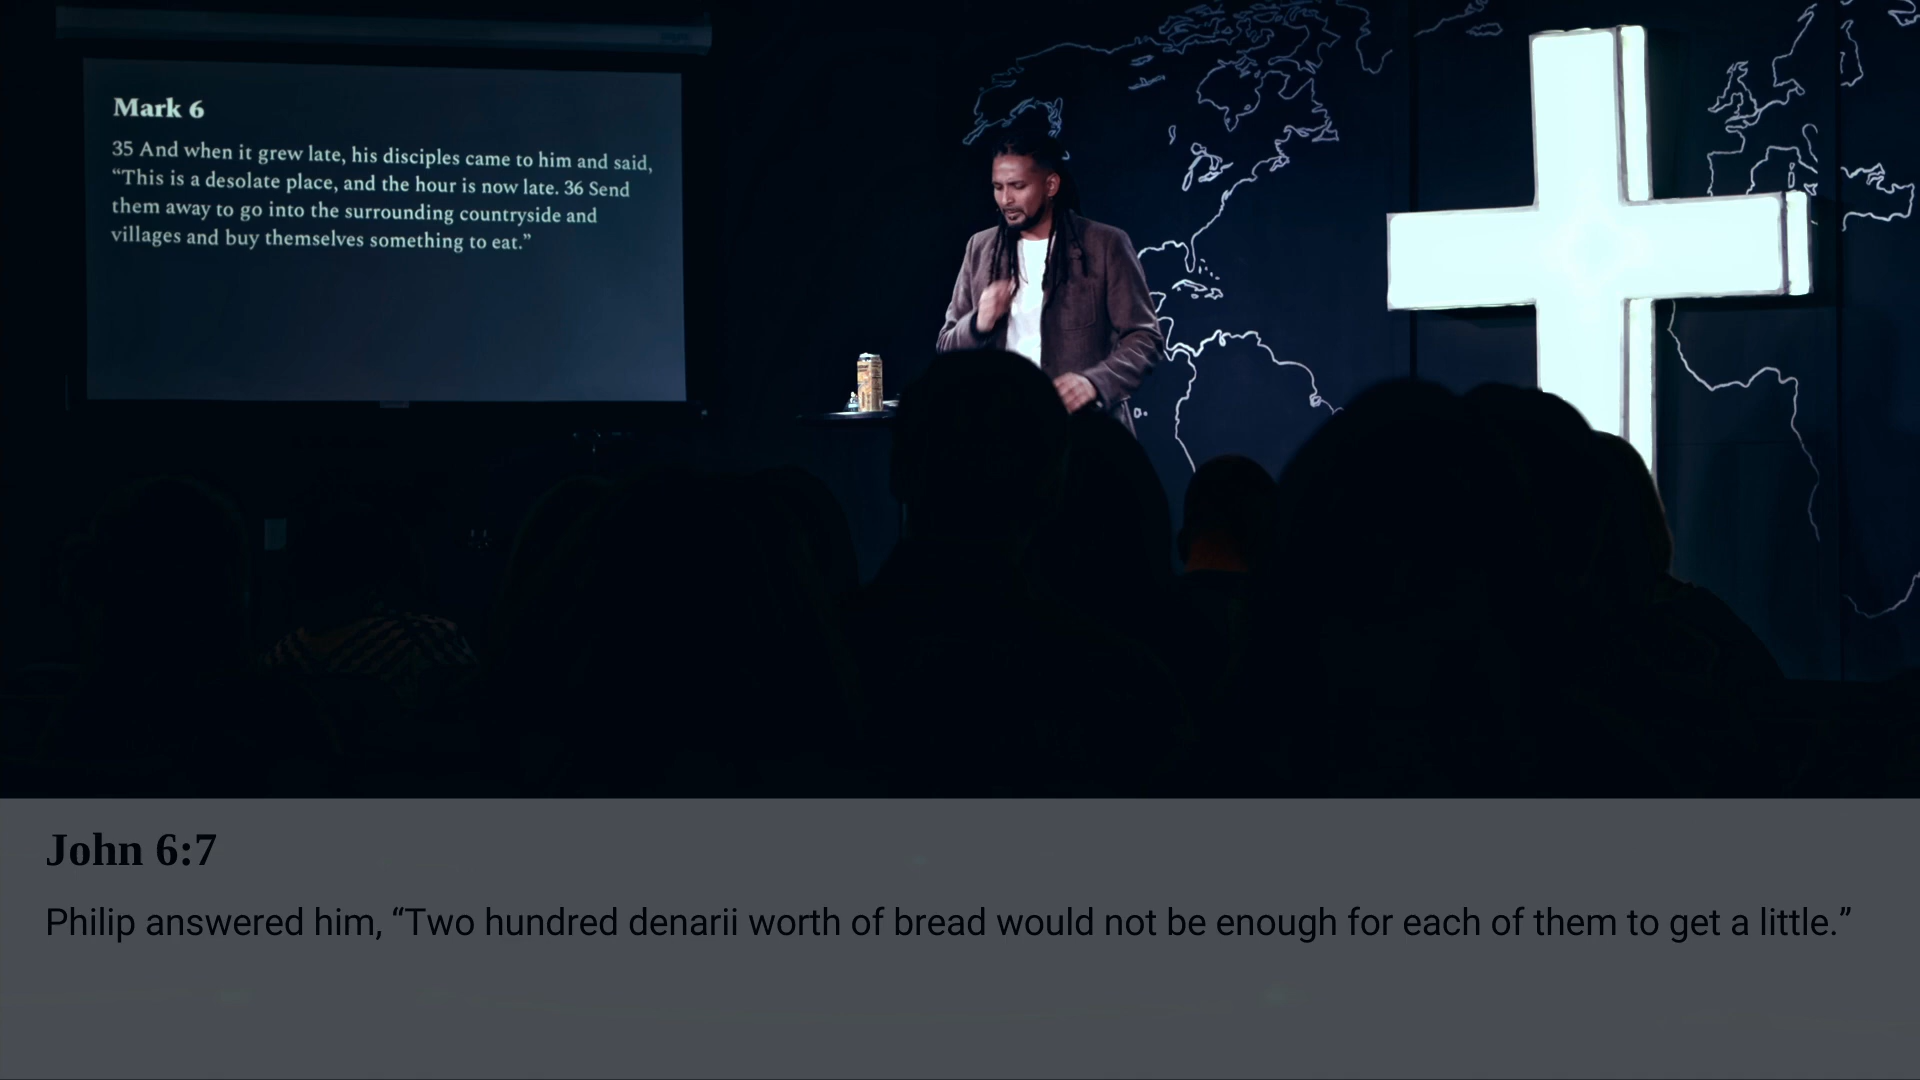 Mark 6
35 And when it grew late, his disciples came to him and said,
“This is a desolate place, and the hour is now late. 36 Send
them away to go into the surrounding countryside and
villages and buy themselves something to eat.”
John 6:7
Philip answered him, “Two hundred denarii worth of bread would not be enough for each of them to get a little.”